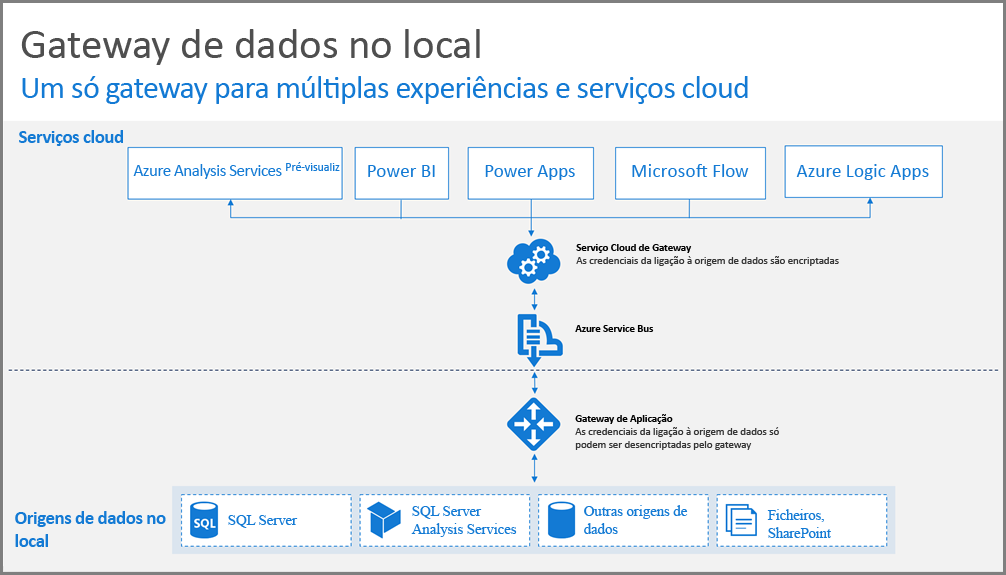 Gateway de dados no local
Um só gateway para múltiplas experiências e serviços cloud
Serviços cloud
Azure Analysis Services Pré-visualiz
Power BI
Power Apps
Microsoft Flow
Azure Logic Apps
Serviço Cloud de Gateway
As credenciais da ligação à origem de dados são encriptadas
Azure Service Bus
Gateway de Aplicação
As credenciais da ligação à origem de dados só
podem ser desencriptadas pelo gateway
Origens de dados no
local
SQL
SQL Server
SQL Server
Analysis Services
Outras origens de
dados
Ficheiros,
SharePoint